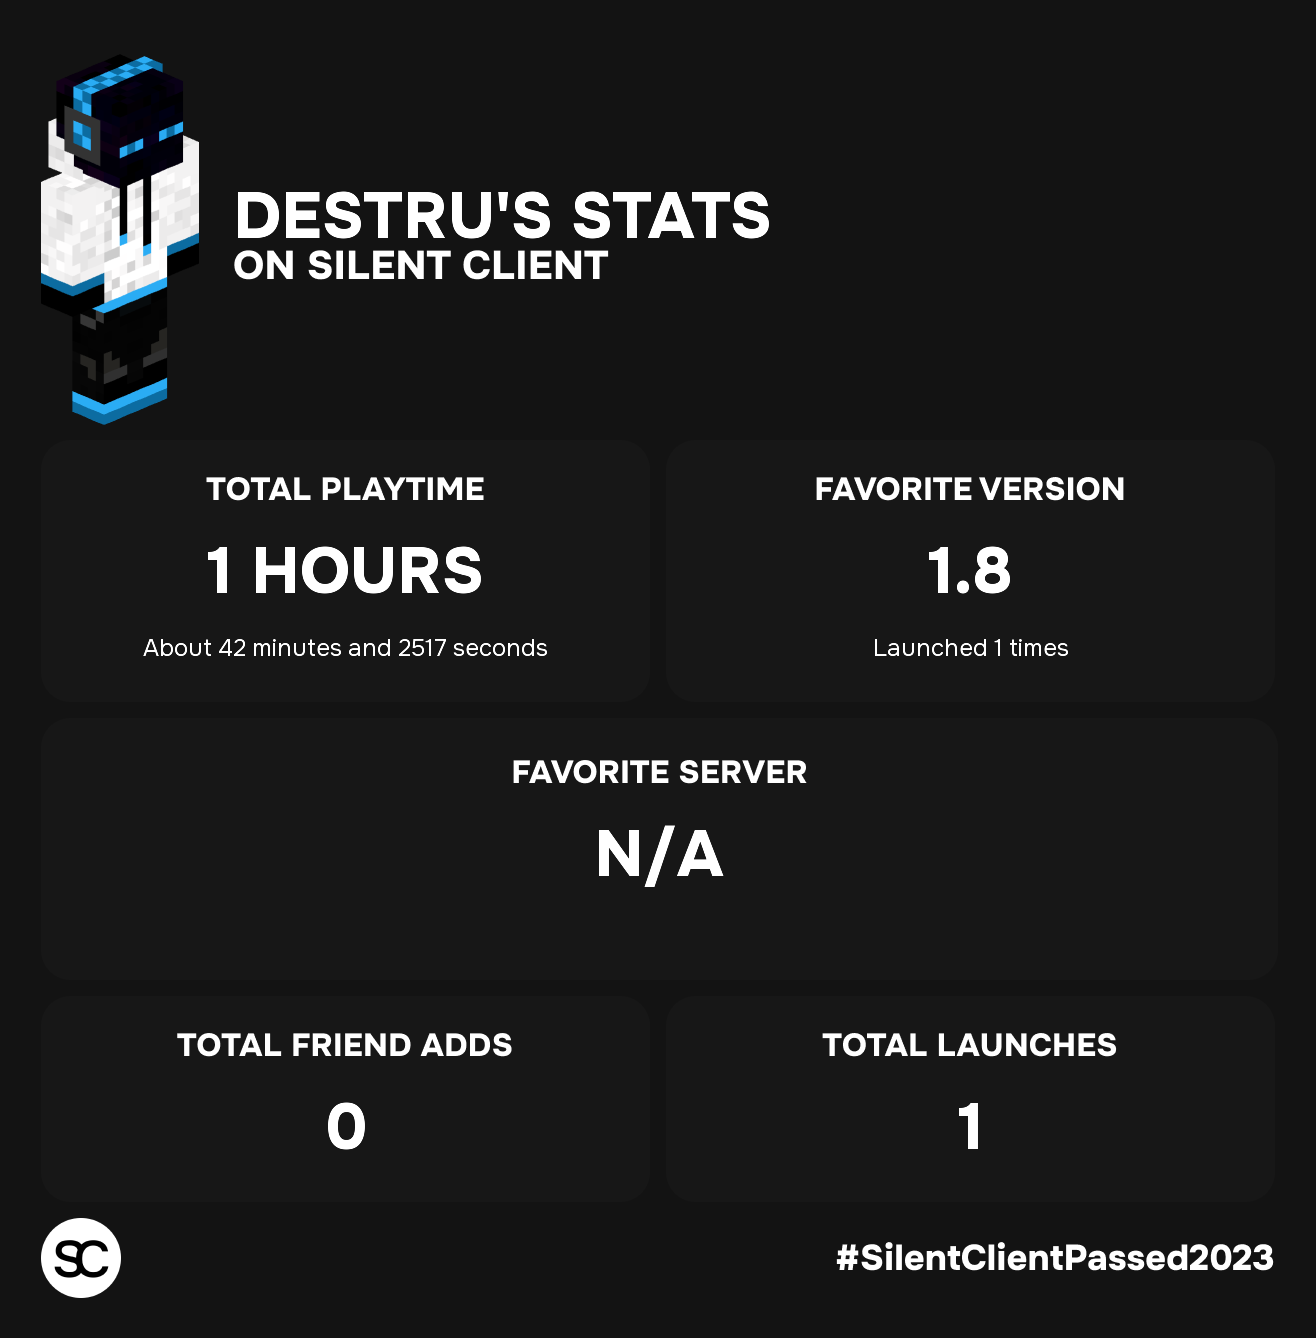 DESTRU'S STATS
ON SILENT CLIENT
TOTAL PLAYTIME
1 HOURS
About 42 minutes and 2517 seconds
FAVORITE VERSION
1.8
Launched 1 times
FAVORITE SERVER
N/A
TOTAL FRIEND ADDS
0
TOTAL LAUNCHES
1
SC
#SilentClientPassed2023